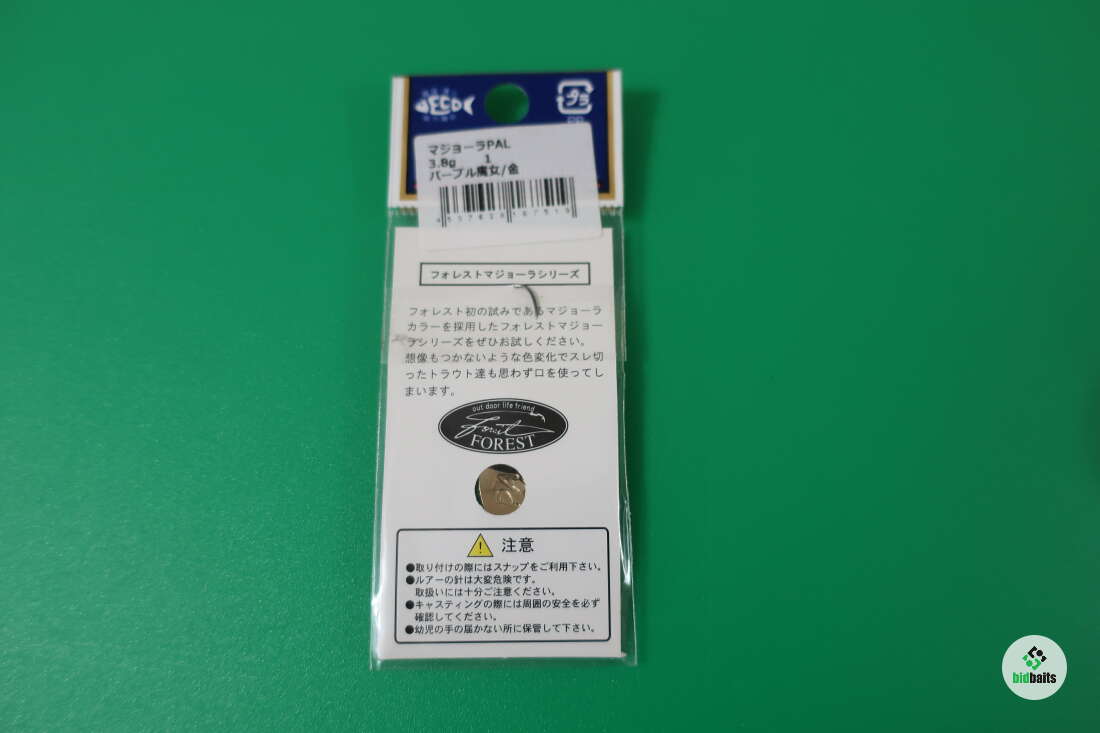 ECO
プラ
PP
マジョーラPAL
3.8g 1
パープル魔女/金
フォレストマジョーラシリーズ
フォレスト初の試みであるマジョーラ
カラーを採用したフォレストマジョー
ラシリーズをぜひお試しください。
想像もつかないような色変化でスレ切
ったトラウト達も思わず口を使ってし
まいます。
out door life friend
Forest
FOREST
注意
●取り付けの際にはスナップをご利用下さい。
●ルアーの針は大変危険です。
取扱いには十分ご注意ください。
●キャスティングの際には周囲の安全を必ず
確認してください。
●幼児の手の届かない所に保管して下さい。
bidbaits